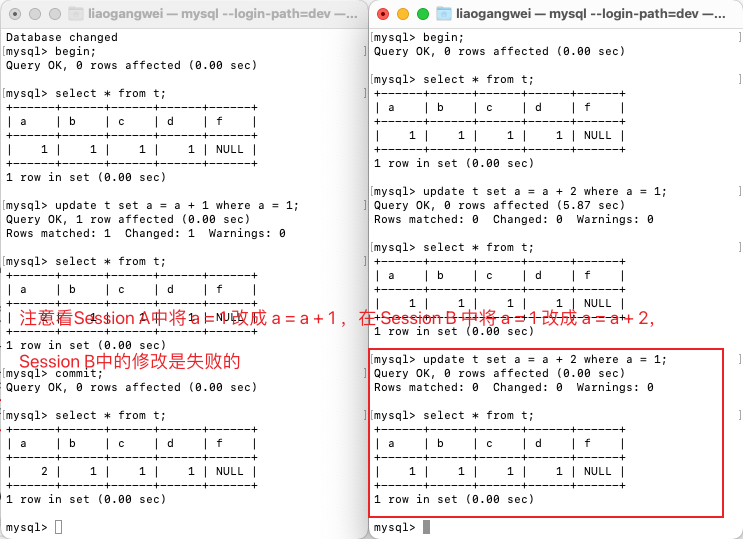 liaogangwei — mysql --login-path=dev —...
Database changed
[mysql> begin; ]
Query OK, 0 rows affected (0.00 sec)
[mysql> select * from t; ]
+------+------+------+------+------+
| a    | b    | c    | d    | f    |
+------+------+------+------+------+
|    1 |    1 |    1 |    1 | NULL |
+------+------+------+------+------+
1 row in set (0.00 sec)
[mysql> update t set a = a + 1 where a = 1; ]
Query OK, 1 row affected (0.00 sec)
Rows matched: 1  Changed: 1  Warnings: 0
[mysql> select * from t; ]
+------+------+------+------+------+
| a    | b    | c    | d    | f    |
+------+------+------+------+------+
|    2 |    1 |    1 |    1 | NULL |
+------+------+------+------+------+
1 row in set (0.00 sec)
[mysql> commit; ]
Query OK, 0 rows affected (0.00 sec)
[mysql> select * from t; ]
+------+------+------+------+------+
| a    | b    | c    | d    | f    |
+------+------+------+------+------+
|    2 |    1 |    1 |    1 | NULL |
+------+------+------+------+------+
1 row in set (0.00 sec)
mysql>
liaogangwei — mysql --login-path=dev —...
[mysql> begin; ]
Query OK, 0 rows affected (0.00 sec)
[mysql> select * from t; ]
+------+------+------+------+------+
| a    | b    | c    | d    | f    |
+------+------+------+------+------+
|    1 |    1 |    1 |    1 | NULL |
+------+------+------+------+------+
1 row in set (0.00 sec)
[mysql> update t set a = a + 2 where a = 1; ]
Query OK, 0 rows affected (5.87 sec)
Rows matched: 0  Changed: 0  Warnings: 0
[mysql> select * from t; ]
+------+------+------+------+------+
| a    | b    | c    | d    | f    |
+------+------+------+------+------+
|    1 |    1 |    1 |    1 | NULL |
+------+------+------+------+------+
1 row in set (0.00 sec)
[mysql> update t set a = a + 2 where a = 1; ]
Query OK, 0 rows affected (0.00 sec)
Rows matched: 0  Changed: 0  Warnings: 0
[mysql> select * from t; ]
+------+------+------+------+------+
| a    | b    | c    | d    | f    |
+------+------+------+------+------+
|    1 |    1 |    1 |    1 | NULL |
+------+------+------+------+------+
1 row in set (0.00 sec)
mysql>
注意看Session A中将 a = 1 改成 a = a + 1 ，在 Session B 中将 a = 1 改成 a = a + 2，
Session B中的修改是失败的